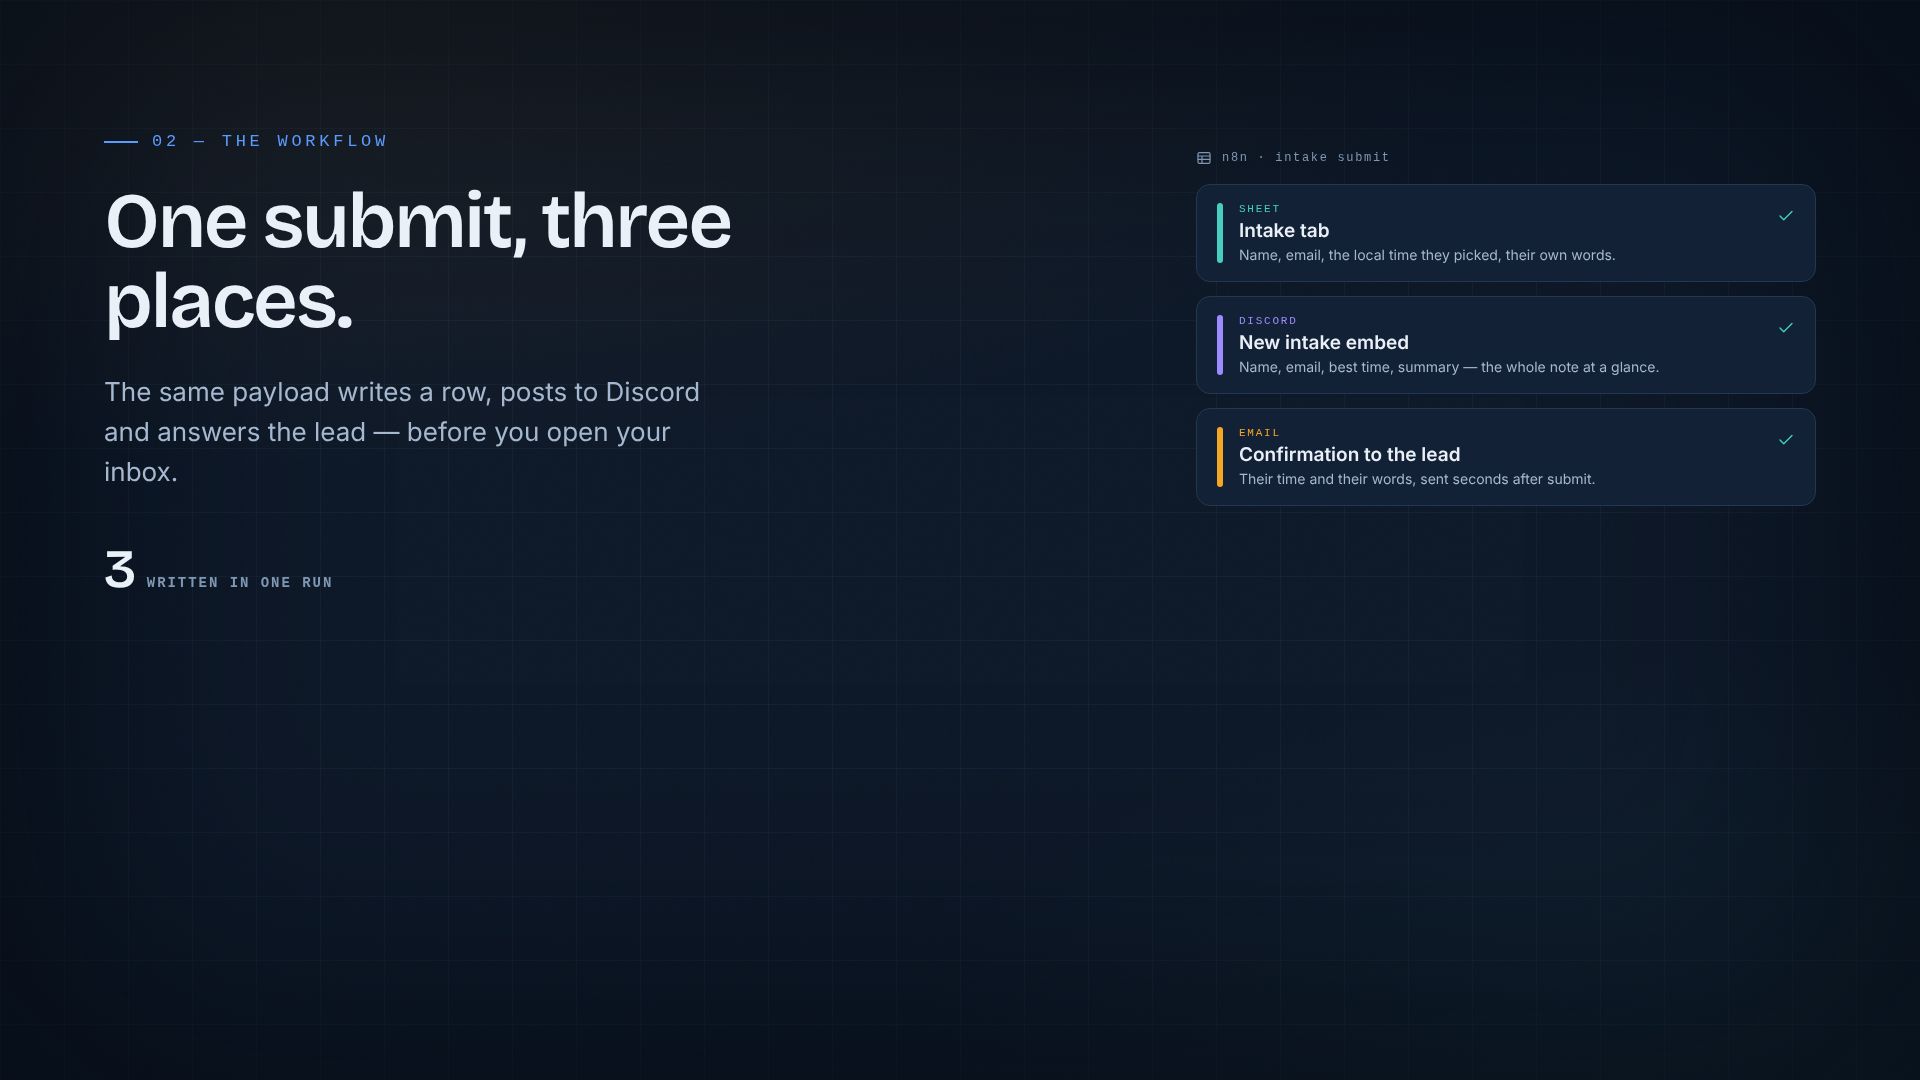 02 — THE WORKFLOW
One submit, three
places.
The same payload writes a row, posts to Discord
and answers the lead — before you open your
inbox.
3 WRITTEN IN ONE RUN
n8n · intake submit
SHEET
Intake tab
Name, email, the local time they picked, their own words.
DISCORD
New intake embed
Name, email, best time, summary — the whole note at a glance.
EMAIL
Confirmation to the lead
Their time and their words, sent seconds after submit.